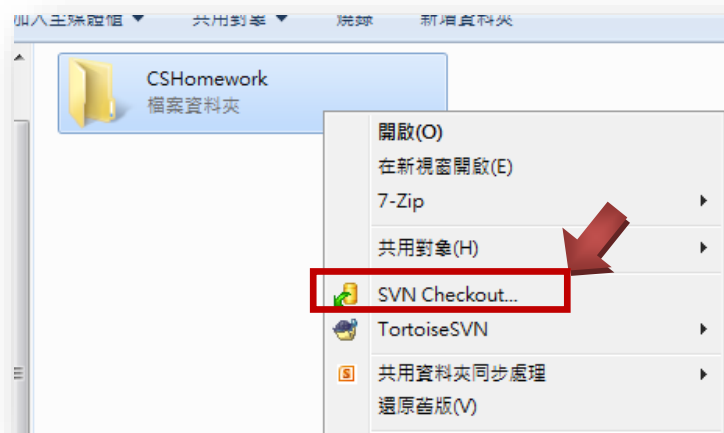 加入至媒體櫃 ▼ 共用對象 ▼ 燒錄 新增資料夾
CSHomework
檔案資料夾
開啟(O)
在新視窗開啟(E)
7-Zip
共用對象(H)
SVN Checkout...
TortoiseSVN
共用資料夾同步處理
還原舊版(V)